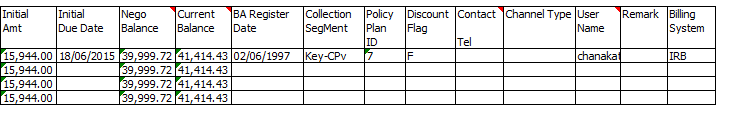 Initial Amt Initial Due Date Nego Balance Current Balance BA Register Date Collection SegMent Policy Plan ID Discount Flag Contact Tel Channel Type User Name Remark Billing System
15,944.00 18/06/2015 39,999.72 41,414.43 02/06/1997 Key-CPv 7 F chanakat IRB
15,944.00 39,999.72 41,414.43
15,944.00 39,999.72 41,414.43
15,944.00 39,999.72 41,414.43